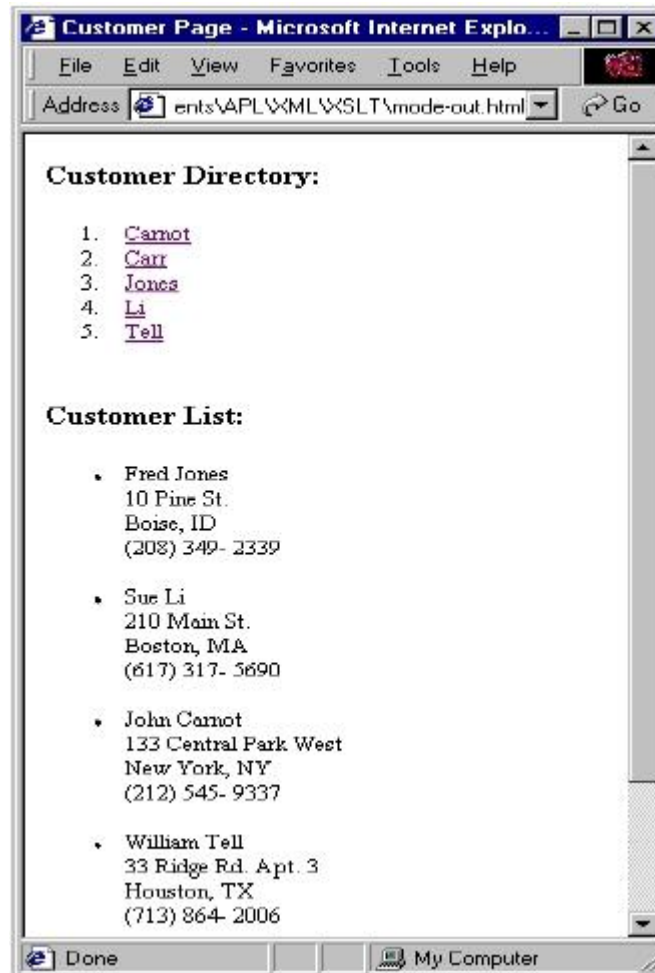 Customer Page - Microsoft Internet Explo...
File Edit View Favorites Tools Help
Address ents\APL\XML\XSLT\mode-out.html Go
Customer Directory:
1. Carnot
2. Carr
3. Jones
4. Li
5. Tell
Customer List:
• Fred Jones
10 Pine St.
Boise, ID
(208) 349- 2339
• Sue Li
210 Main St.
Boston, MA
(617) 317- 5690
• John Carnot
133 Central Park West
New York, NY
(212) 545- 9337
• William Tell
33 Ridge Rd. Apt. 3
Houston, TX
(713) 864- 2006
Done My Computer